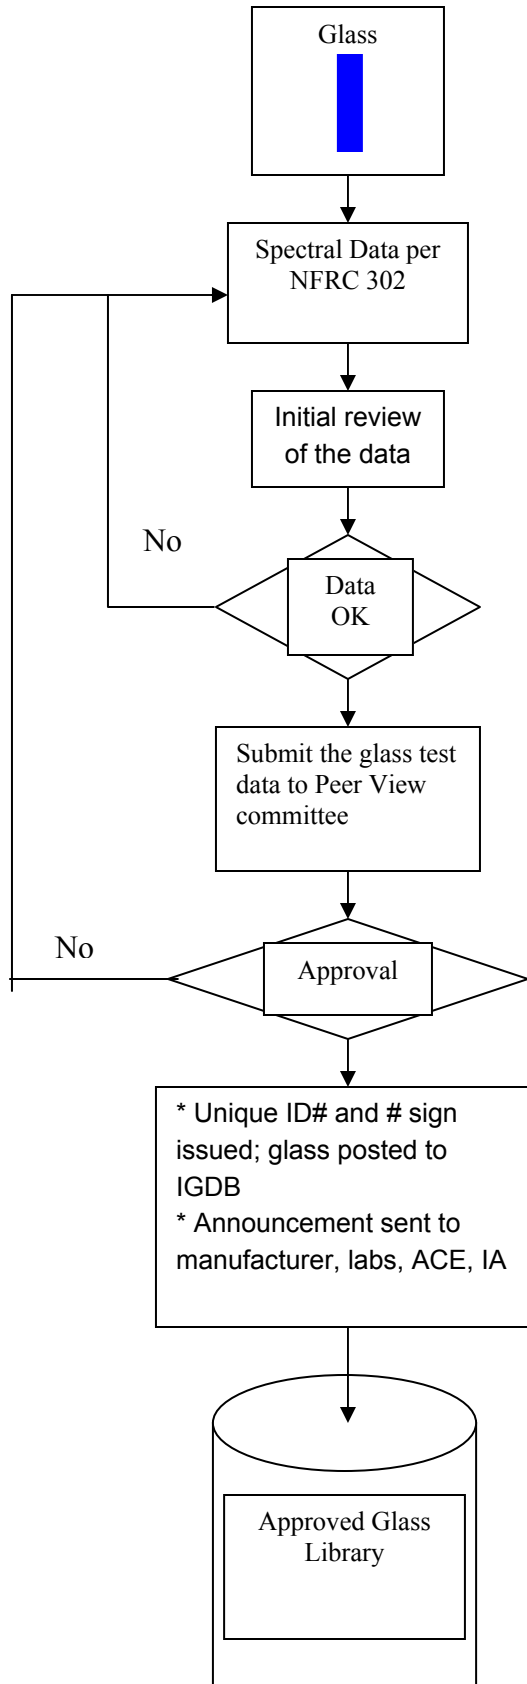 Glass
Spectral Data per
NFRC 302
Initial review
of the data
No
Data
OK
Submit the glass test
data to Peer View
committee
No
Approval
* Unique ID# and # sign
issued; glass posted to
IGDB
* Announcement sent to
manufacturer, labs, ACE, IA
Approved Glass
Library